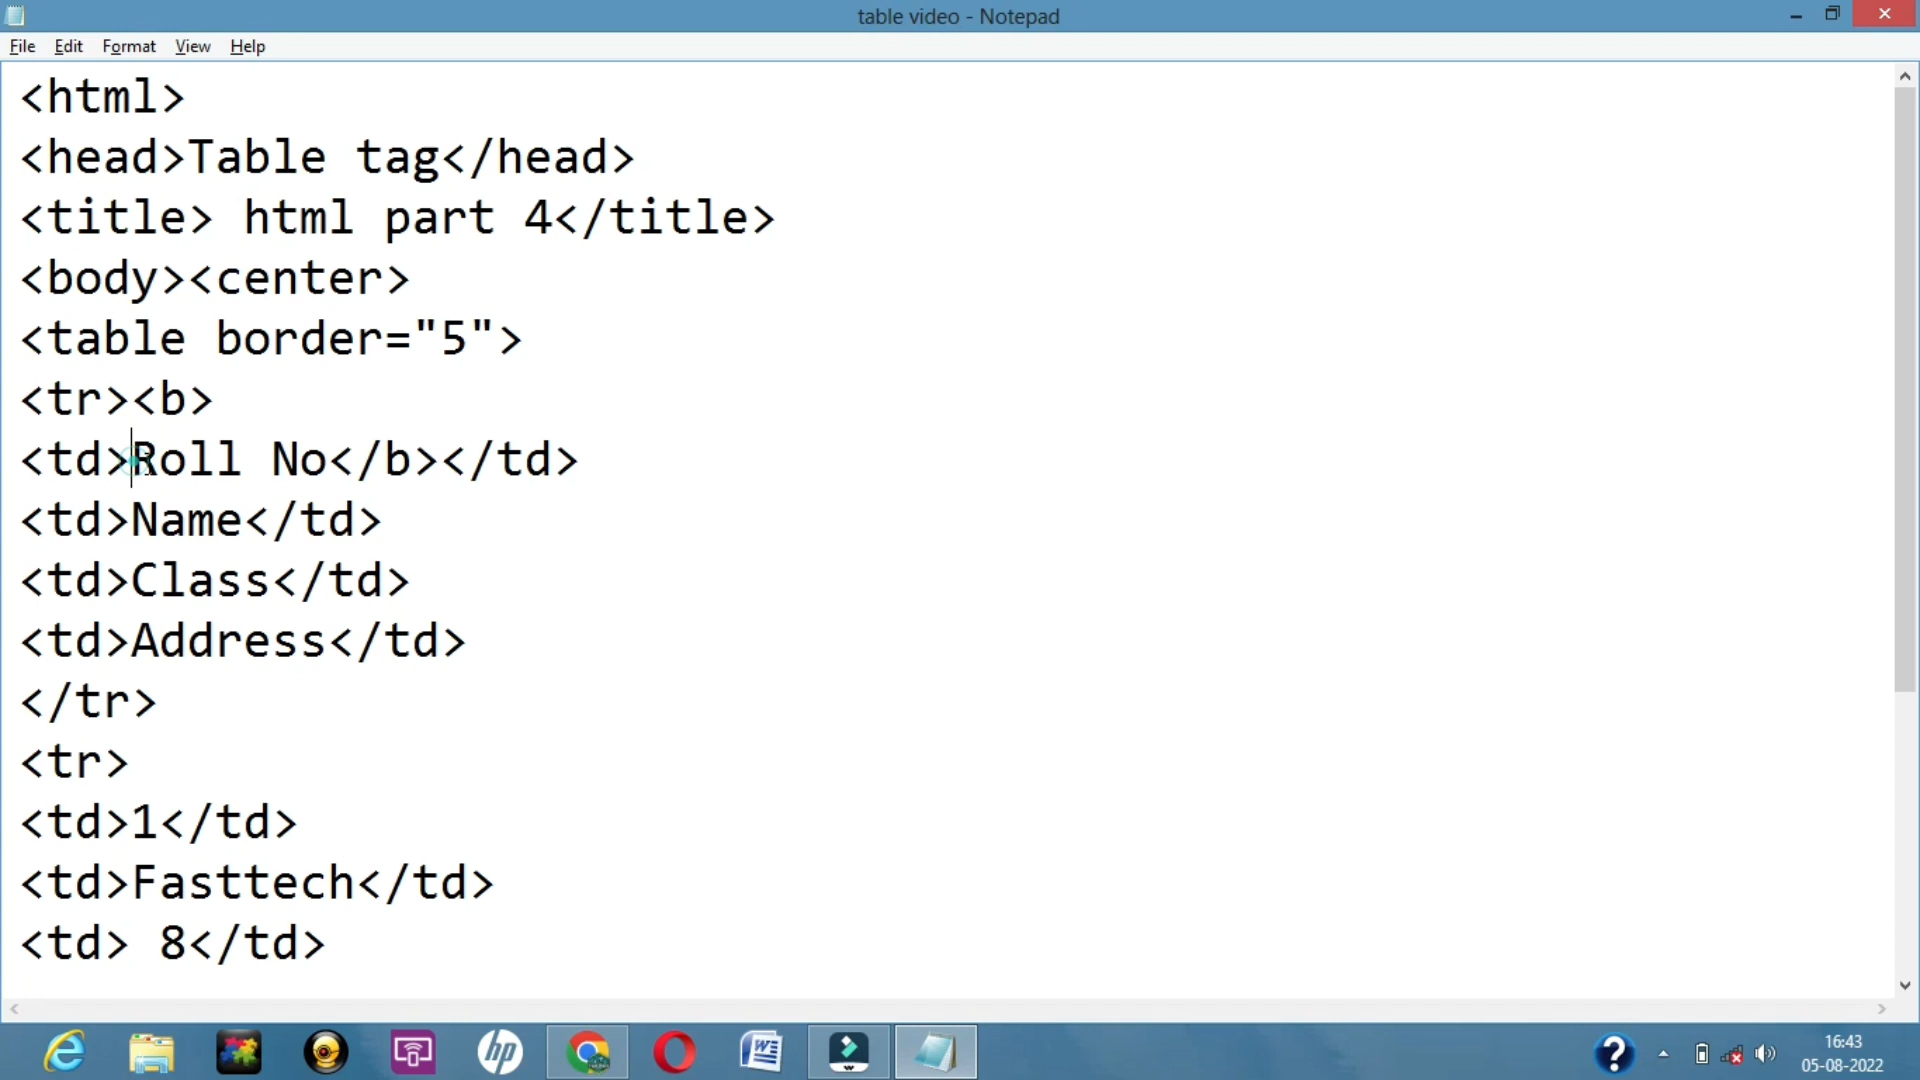 table video - Notepad
File Edit Format View Help
<html>
<head>Table tag</head>
<title> html part 4</title>
<body><center>
<table border="5">
<tr><b>
<td>Roll No</b></td>
<td>Name</td>
<td>Class</td>
<td>Address</td>
</tr>
<tr>
<td>1</td>
<td>Fasttech</td>
<td> 8</td>
16:43
05-08-2022